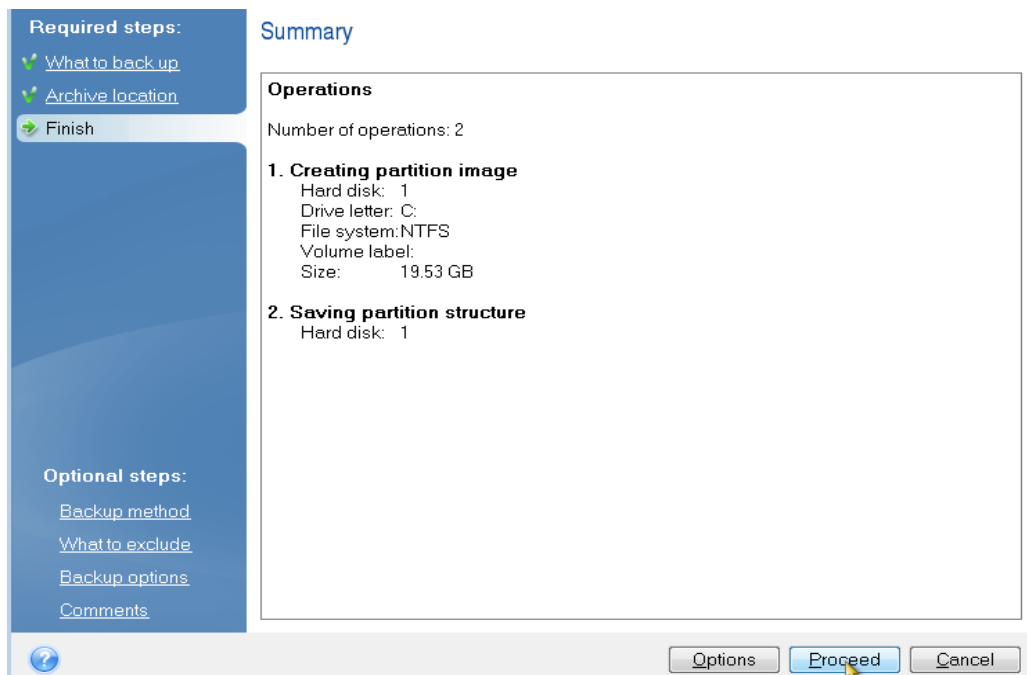 Required steps:
What to back up
Archive location
Finish
Optional steps:
Backup method
What to exclude
Backup options
Comments
Summary
Operations
Number of operations: 2
1. Creating partition image
Hard disk: 1
Drive letter: C:
File system:NTFS
Volume label:
Size: 19.53 GB
2. Saving partition structure
Hard disk: 1
?
Options
Proceed
Cancel